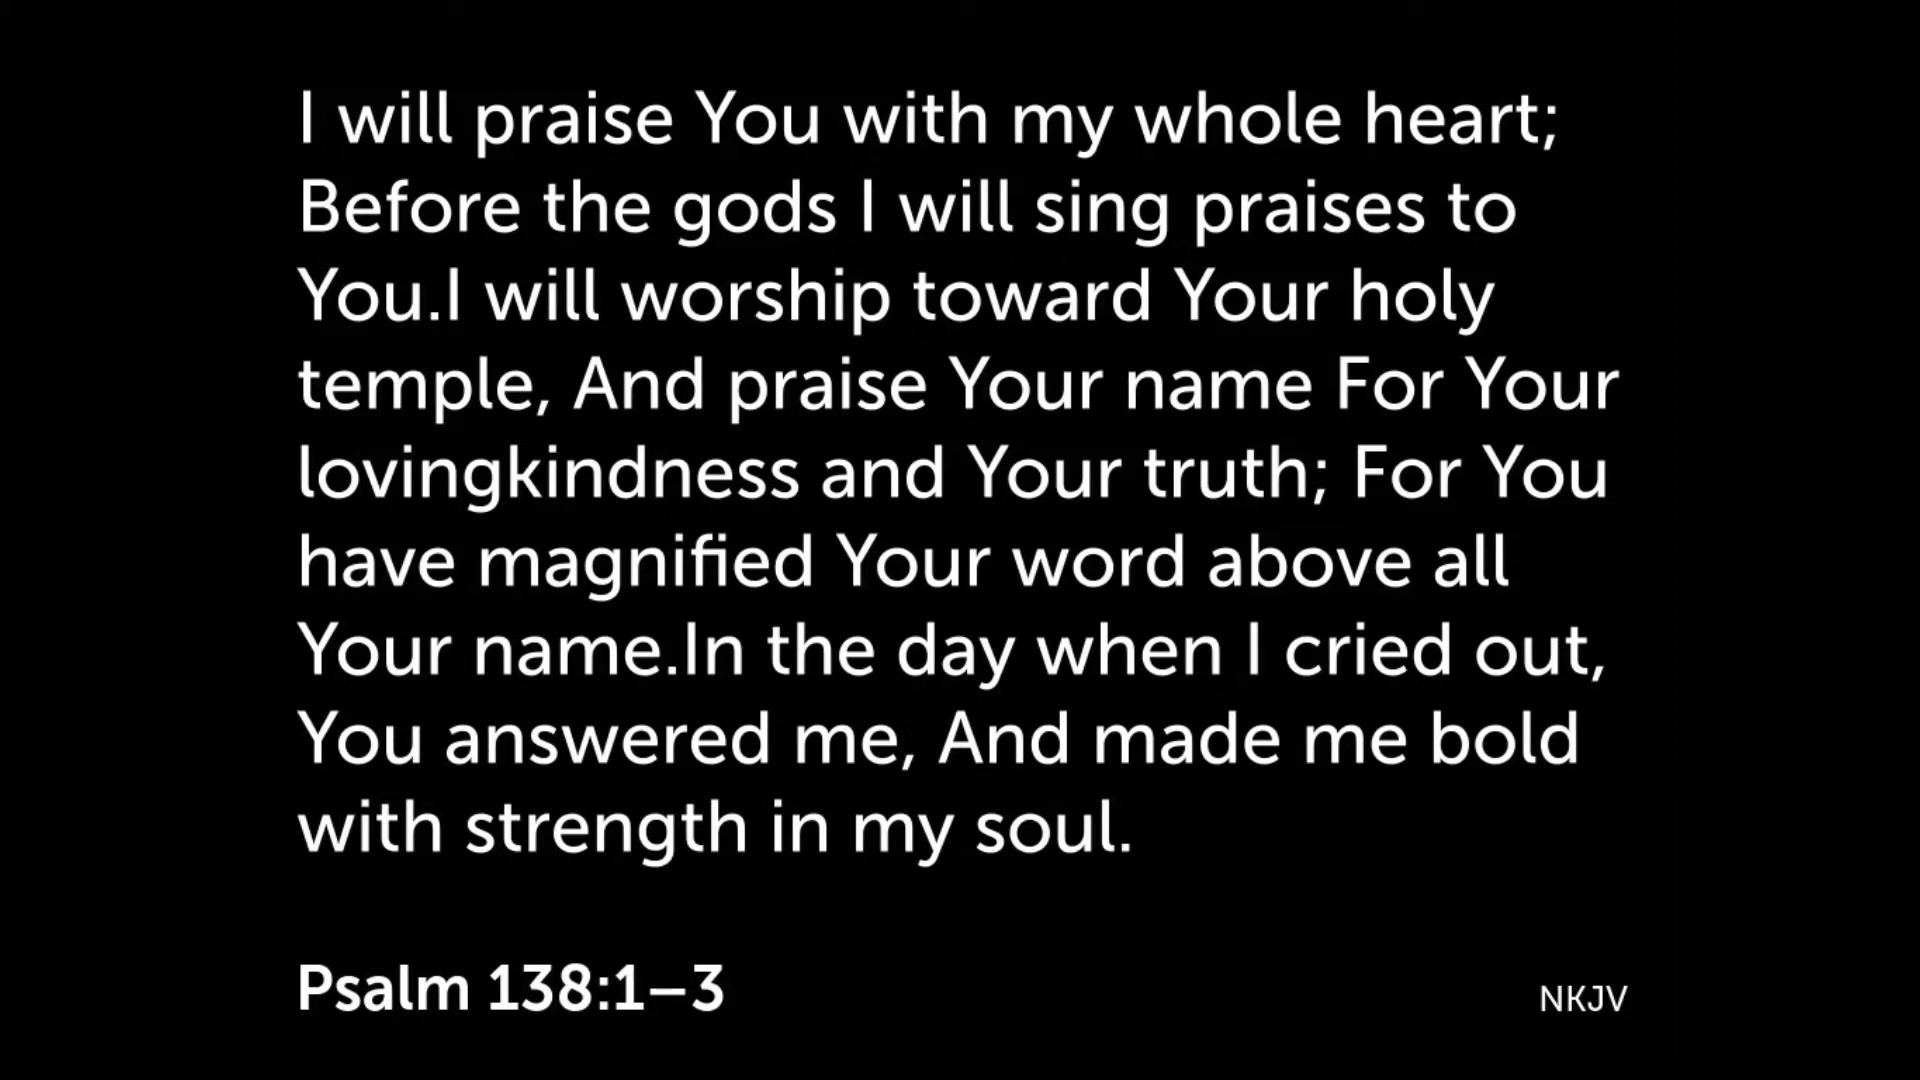 I will praise You with my whole heart;
Before the gods I will sing praises to
You.I will worship toward Your holy
temple, And praise Your name For Your
lovingkindness and Your truth; For You
have magnified Your word above all
Your name.In the day when I cried out,
You answered me, And made me bold
with strength in my soul.
Psalm 138:1–3
NKJV